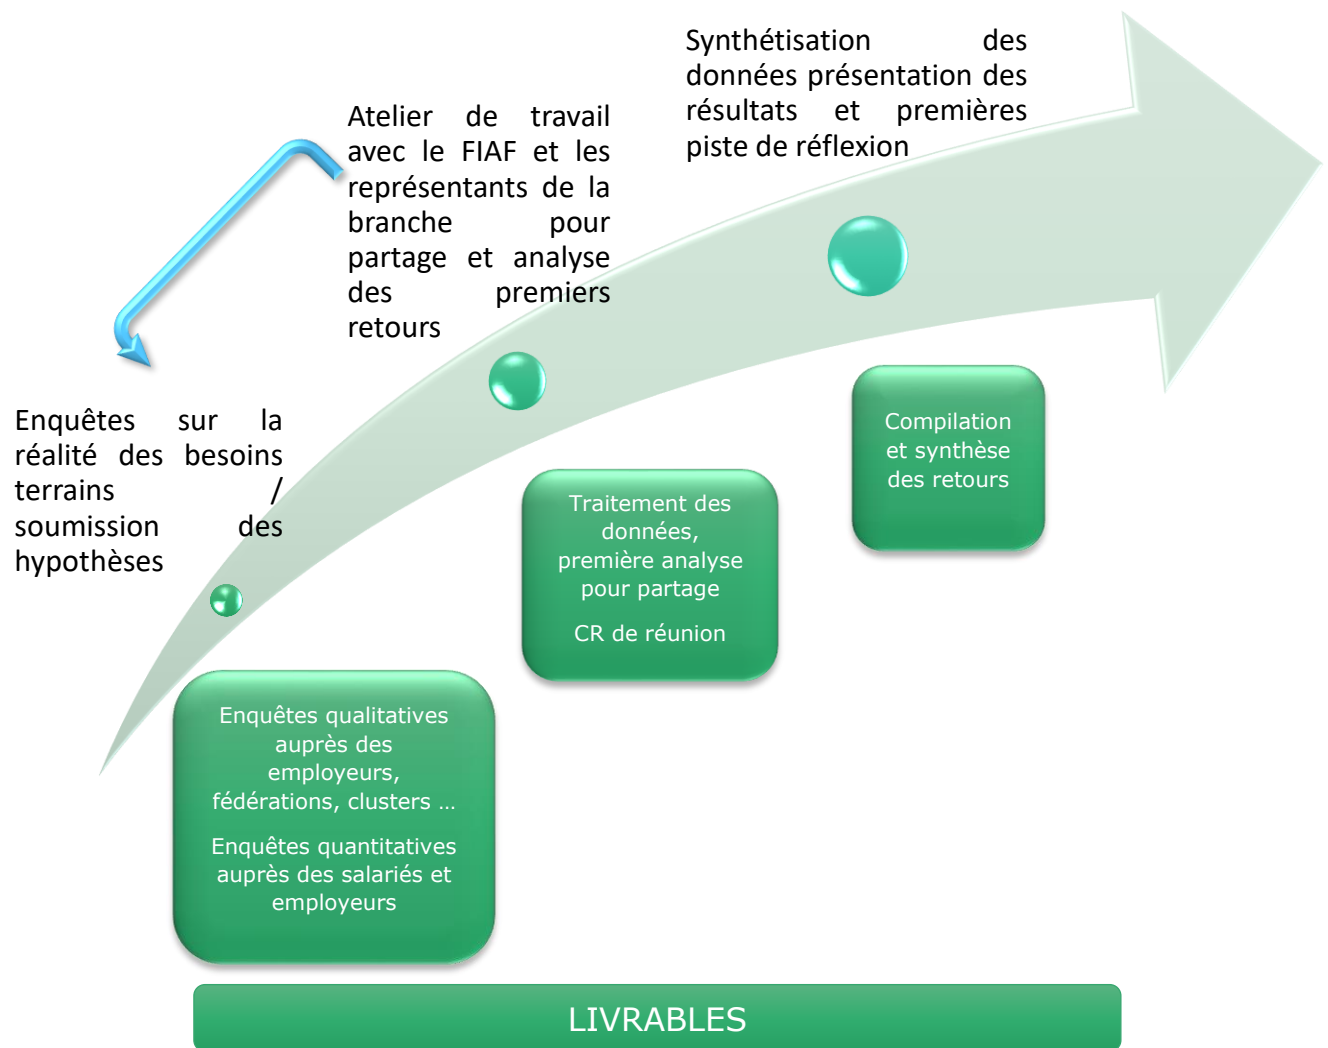 Synthétisation des
données présentation des
résultats et premières
piste de réflexion
Atelier de travail
avec le FIAF et les
représentants de la
branche pour
partage et analyse
des premiers
retours
Enquêtes sur la
réalité des besoins
terrains /
soumission des
hypothèses
Compilation
et synthèse
des retours
Traitement des
données,
première analyse
pour partage
CR de réunion
Enquêtes qualitatives
auprès des
employeurs,
fédérations, clusters …
Enquêtes quantitatives
auprès des salariés et
employeurs
LIVRABLES